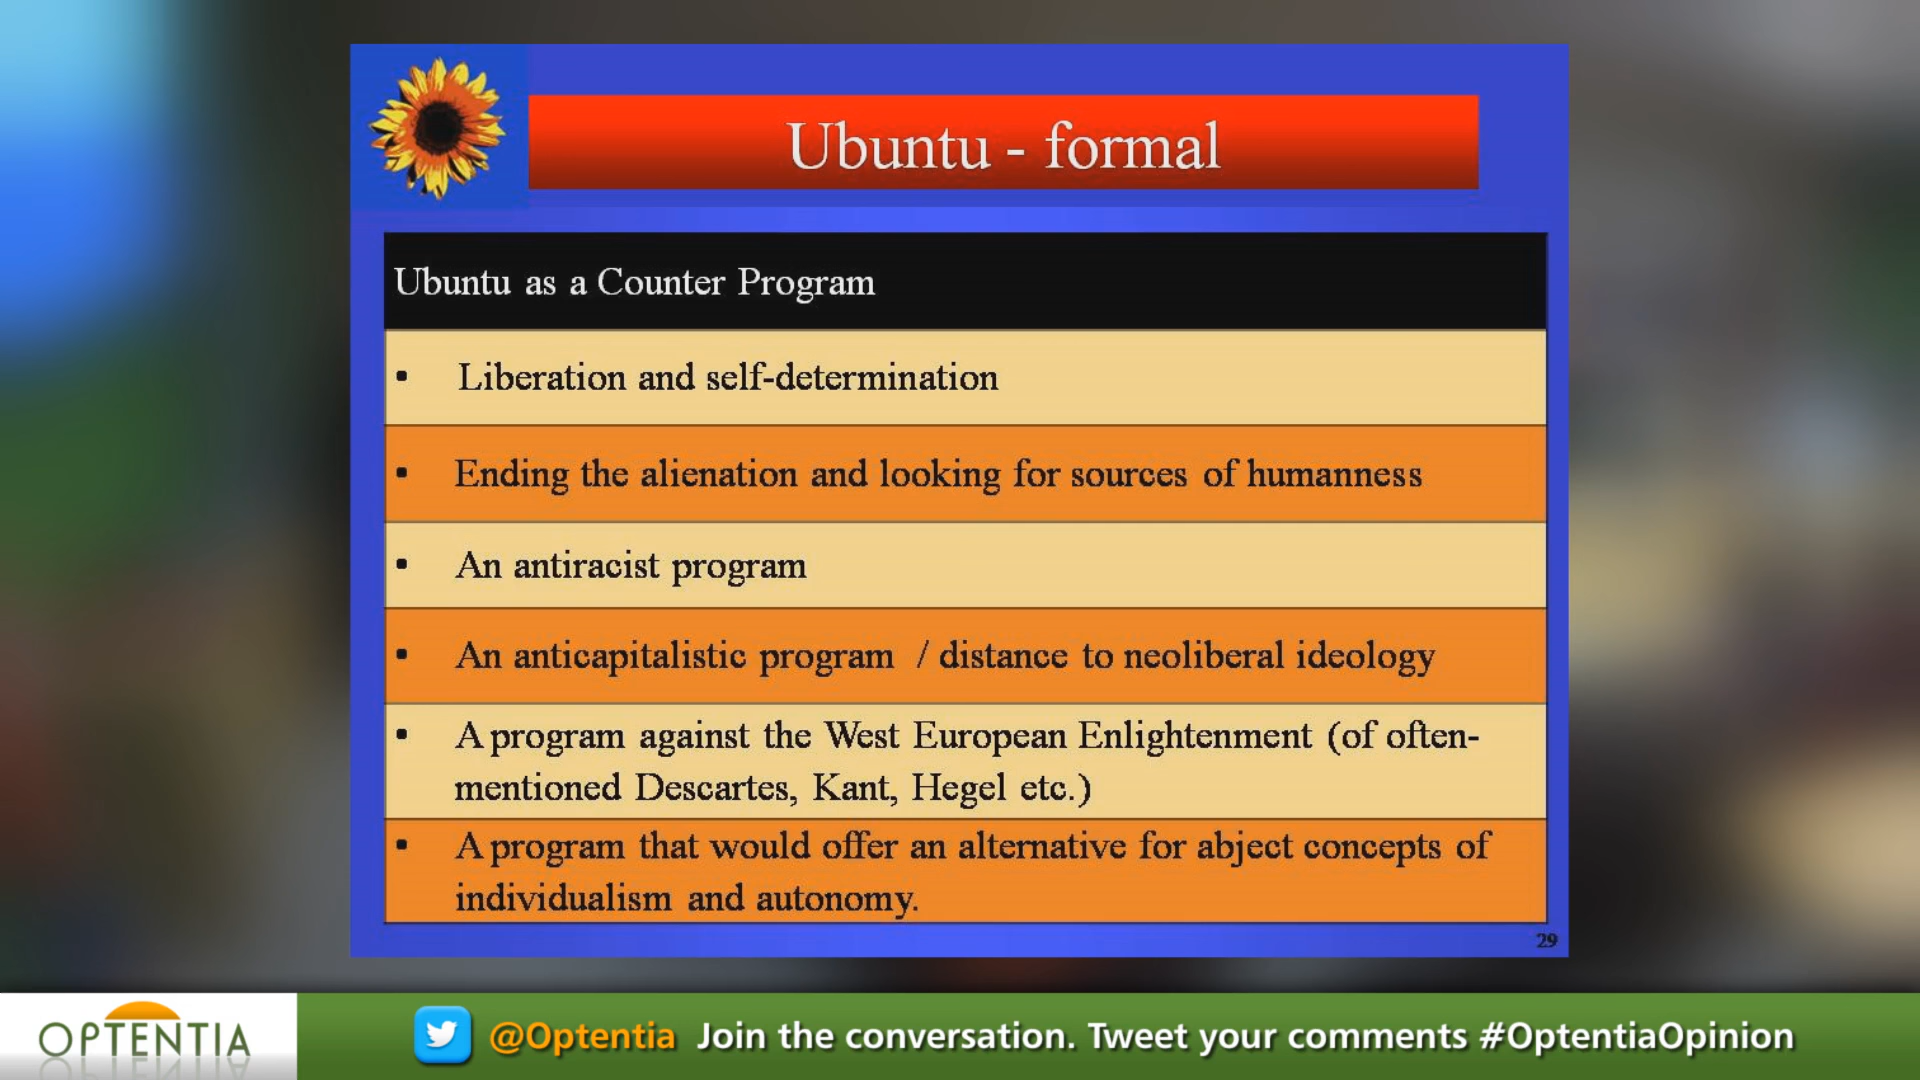 Ubuntu - formal
Ubuntu as a Counter Program
• Liberation and self-determination
• Ending the alienation and looking for sources of humanness
• An antiracist program
• An anticapitalistic program / distance to neoliberal ideology
• A program against the West European Enlightenment (of often-
mentioned Descartes, Kant, Hegel etc.)
• A program that would offer an alternative for abject concepts of
individualism and autonomy.
29
OPTENTIA
@Optentia Join the conversation. Tweet your comments #OptentiaOpinion